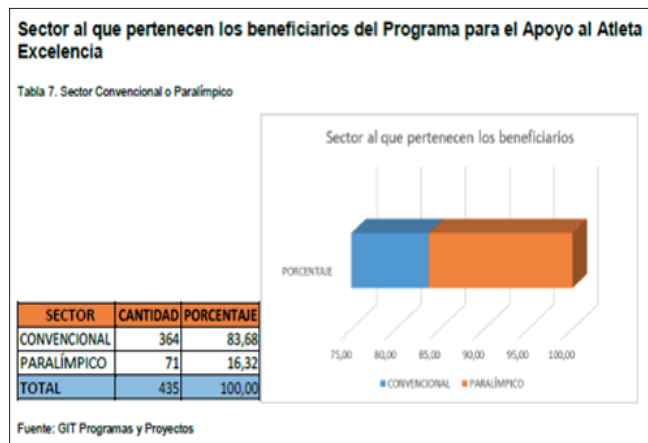 Sector al que pertenecen los beneficiarios del Programa para el Apoyo al Atleta
Excelencia
Tabla 7. Sector Convencional o Paralímpico
Sector al que pertenecen los beneficiarios
PORCENTAJE
75,00 80,00 85,00 90,00 95,00 100,00
CONVENCIONAL PARALÍMPICO
SECTOR CANTIDAD PORCENTAJE
CONVENCIONAL 364 83,68
PARALÍMPICO 71 16,32
TOTAL 435 100,00
Fuente: GIT Programas y Proyectos